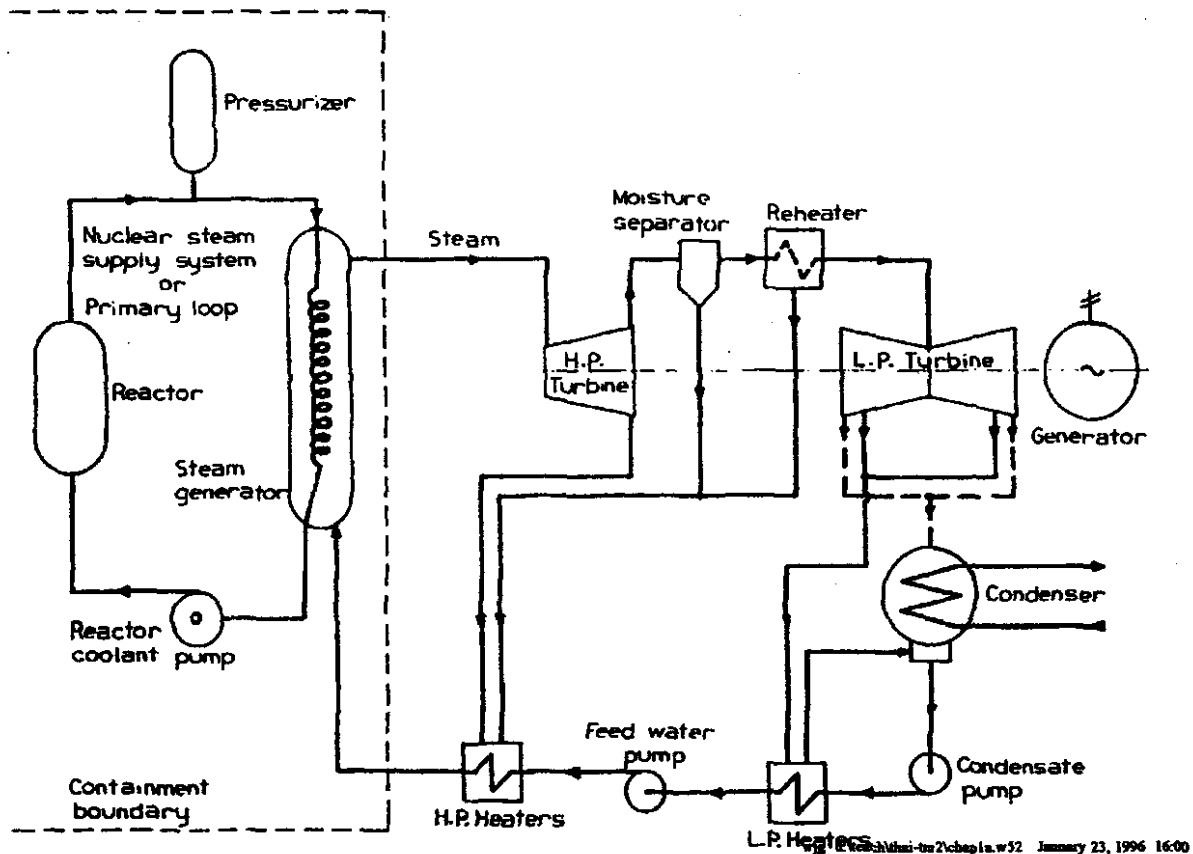 Pressurizer
Nuclear steam
supply system
or
Primary loop
Reactor
Steam
generator
Reactor
coolant pump
Containment
boundary
Steam
Moisture
separator
Reheater
H.P.
Turbine
L.P. Turbine
~
Generator
Condenser
Condensate
pump
Feed water
pump
H.P. Heaters
L.P. Heaters
January 23, 1996 16:00